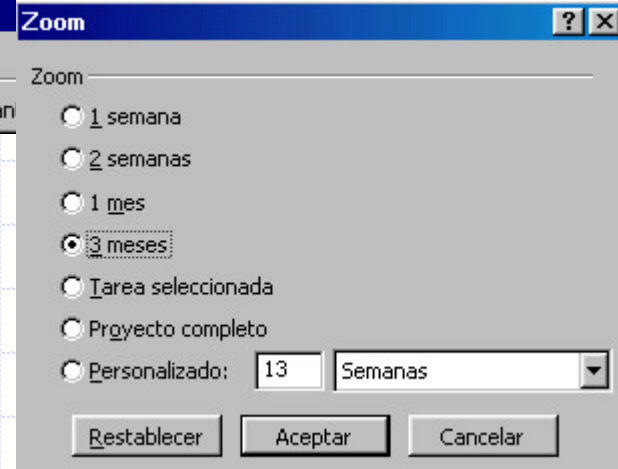 Zoom
Zoom
1 semana
2 semanas
1 mes
3 meses
Tarea seleccionada
Proyecto completo
Personalizado: 13 Semanas
Restablecer Aceptar Cancelar